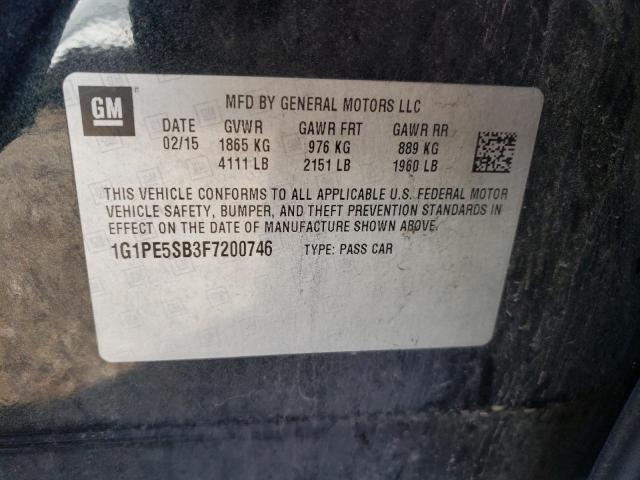 GM
MFD BY GENERAL MOTORS LLC
DATE GVWR GAWR FRT GAWR RR
02/15 1865 KG 976 KG 889 KG
4111 LB 2151 LB 1960 LB
THIS VEHICLE CONFORMS TO ALL APPLICABLE U.S. FEDERAL MOTOR
VEHICLE SAFETY, BUMPER, AND THEFT PREVENTION STANDARDS IN
EFFECT ON THE DATE OF MANUFACTURE SHOWN ABOVE.
1G1PE5SB3F7200746 TYPE: PASS CAR